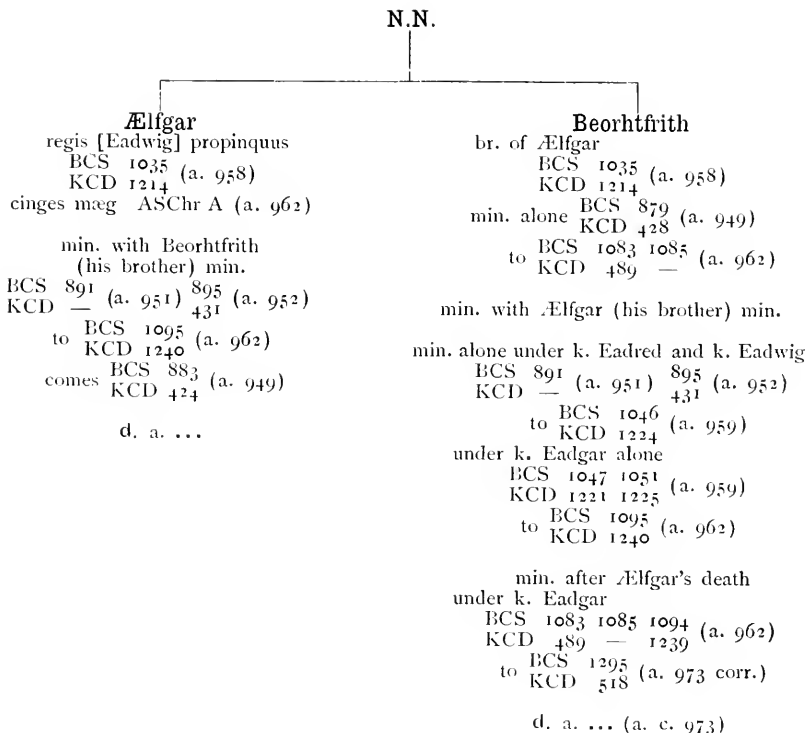 N.N.
Ælfgar
regis [Eadwig] propinquus
BCS 1035
KCD 1214 (a. 958)
cinges mæg ASChr A (a. 962)
min. with Beorhtfrith
(his brother) min.
BCS 891 (a. 951) 895 (a. 952)
KCD — 431
to BCS 1095 (a. 962)
KCD 1240
comes BCS 883 (a. 949)
KCD 424
d. a. ...
Beorhtfrith
br. of Ælfgar
BCS 1035
KCD 1214 (a. 958)
min. alone BCS 879 (a. 949)
KCD 428
to BCS 1083 1085 (a. 962)
KCD 489 —
min. with Ælfgar (his brother) min.
min. alone under k. Eadred and k. Eadwig
BCS 891 (a. 951) 895 (a. 952)
KCD — 431
to BCS 1046 (a. 959)
KCD 1224
under k. Eadgar alone
BCS 1047 1051 (a. 959)
KCD 1221 1225
to BCS 1095 (a. 962)
KCD 1240
min. after Ælfgar's death
under k. Eadgar
BCS 1083 1085 1094 (a. 962)
KCD 489 — 1239
to BCS 1295 (a. 973 corr.)
KCD 518
d. a. ... (a. c. 973)